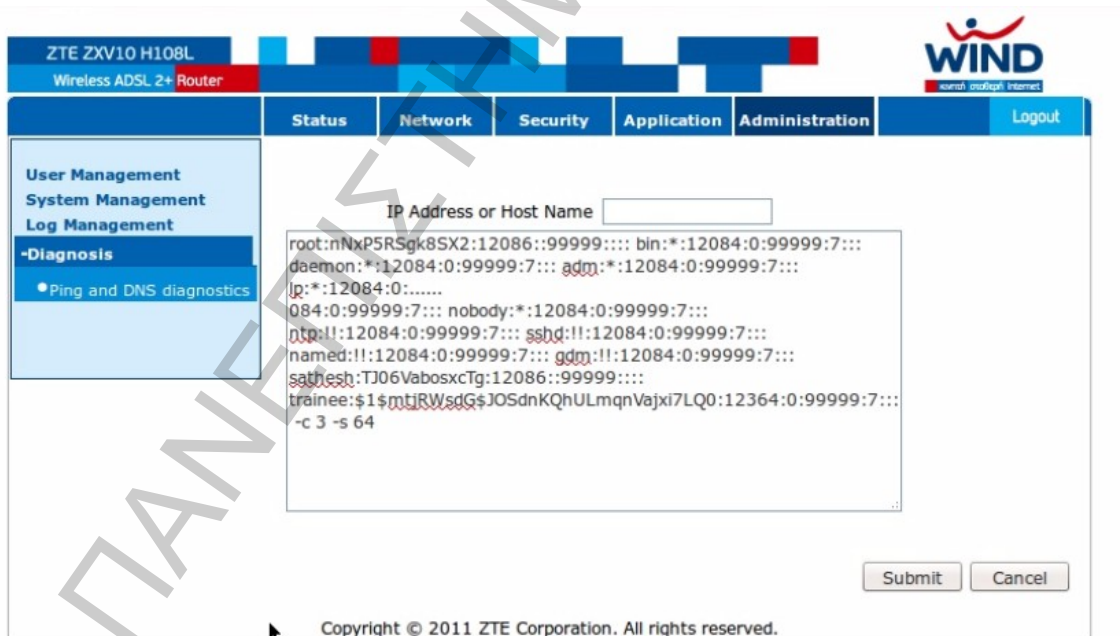 ZTE ZXV10 H108L
Wireless ADSL 2+ Router
WIND
κινητή σταθερή internet
Status Network Security Application Administration Logout
User Management
System Management
Log Management
-Diagnosis
Ping and DNS diagnostics
IP Address or Host Name
root:nNxP5RSgk8SX2:12086::99999:::: bin:*:12084:0:99999:7:::
daemon:*:12084:0:99999:7::: adm:*:12084:0:99999:7:::
lp:*:12084:0:......
084:0:99999:7::: nobody:*:12084:0:99999:7:::
ntp:!!:12084:0:99999:7::: sshd:!!:12084:0:99999:7:::
named:!!:12084:0:99999:7::: gdm:!!:12084:0:99999:7:::
sathesh:TJ06VabosxcTg:12086::99999::::
trainee:$1$mtjRWsdG$JOSdnKQhULmqnVajxi7LQ0:12364:0:99999:7:::
-c 3 -s 64
Submit Cancel
Copyright © 2011 ZTE Corporation. All rights reserved.
ΠΑΝΕΠΙΣΤΗΜ